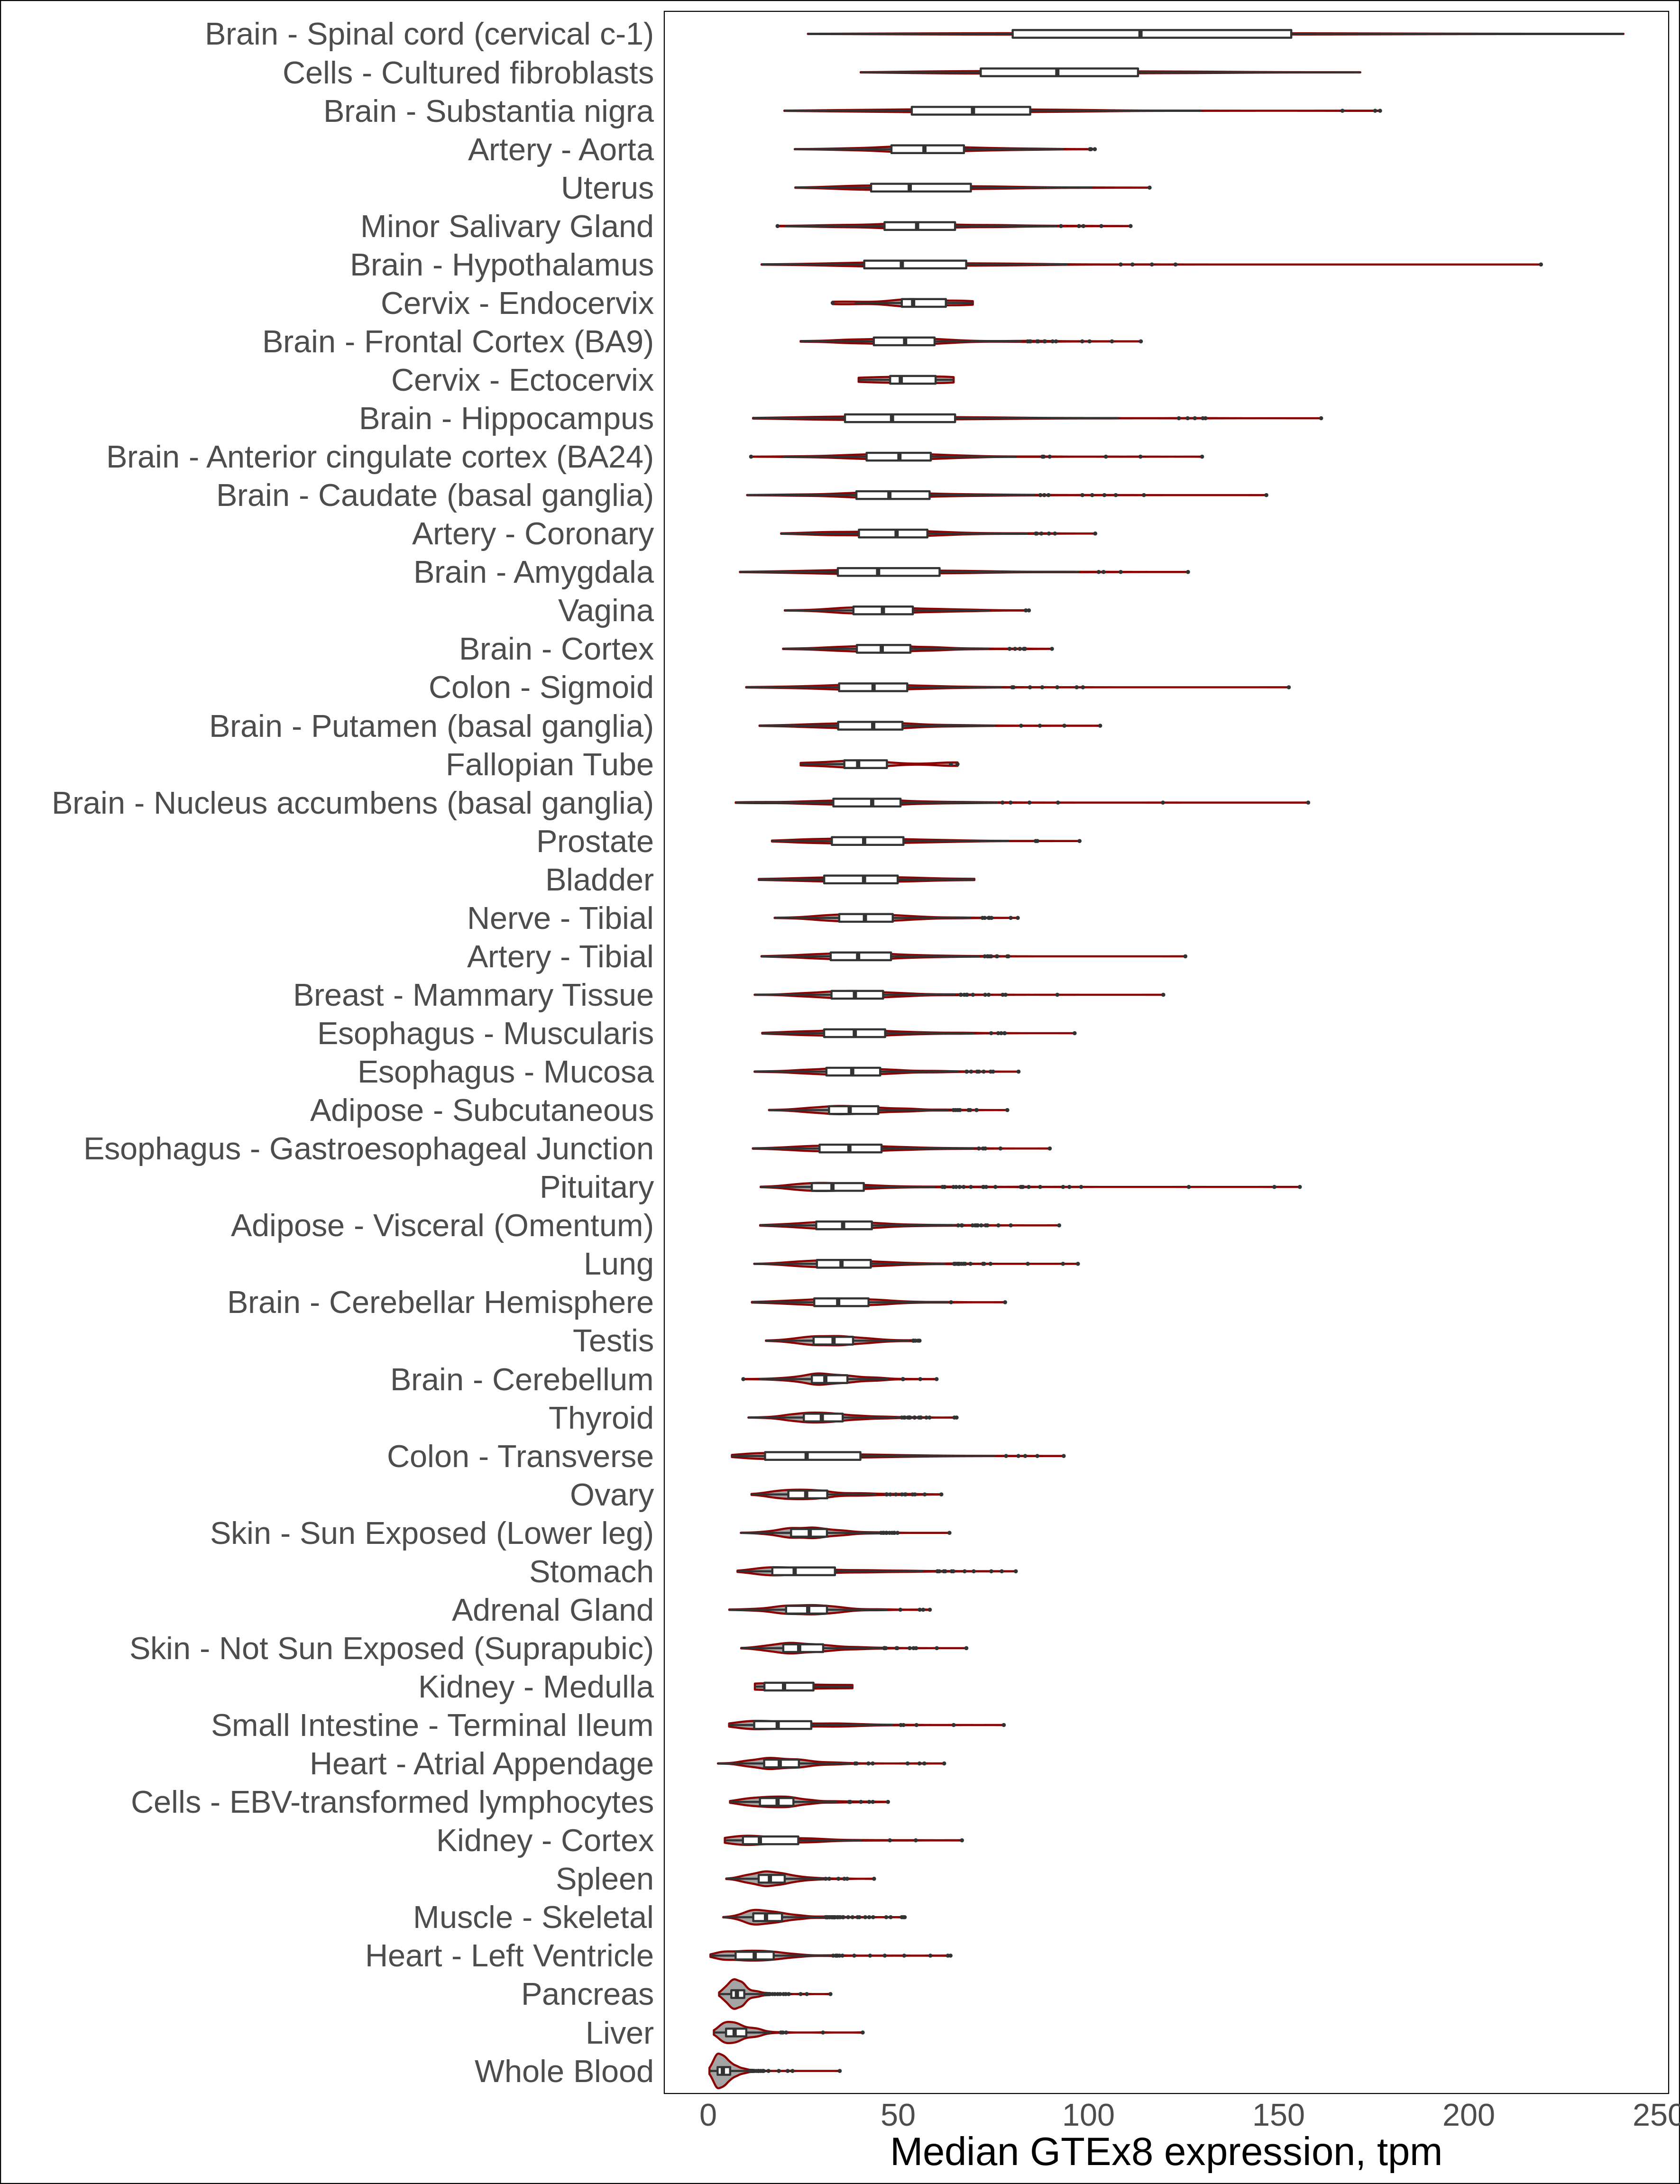 Brain - Spinal cord (cervical c-1)
Cells - Cultured fibroblasts
Brain - Substantia nigra
Artery - Aorta
Uterus
Minor Salivary Gland
Brain - Hypothalamus
Cervix - Endocervix
Brain - Frontal Cortex (BA9)
Cervix - Ectocervix
Brain - Hippocampus
Brain - Anterior cingulate cortex (BA24)
Brain - Caudate (basal ganglia)
Artery - Coronary
Brain - Amygdala
Vagina
Brain - Cortex
Colon - Sigmoid
Brain - Putamen (basal ganglia)
Fallopian Tube
Brain - Nucleus accumbens (basal ganglia)
Prostate
Bladder
Nerve - Tibial
Artery - Tibial
Breast - Mammary Tissue
Esophagus - Muscularis
Esophagus - Mucosa
Adipose - Subcutaneous
Esophagus - Gastroesophageal Junction
Pituitary
Adipose - Visceral (Omentum)
Lung
Brain - Cerebellar Hemisphere
Testis
Brain - Cerebellum
Thyroid
Colon - Transverse
Ovary
Skin - Sun Exposed (Lower leg)
Stomach
Adrenal Gland
Skin - Not Sun Exposed (Suprapubic)
Kidney - Medulla
Small Intestine - Terminal Ileum
Heart - Atrial Appendage
Cells - EBV-transformed lymphocytes
Kidney - Cortex
Spleen
Muscle - Skeletal
Heart - Left Ventricle
Pancreas
Liver
Whole Blood
0 50 100 150 200 250
Median GTEx8 expression, tpm